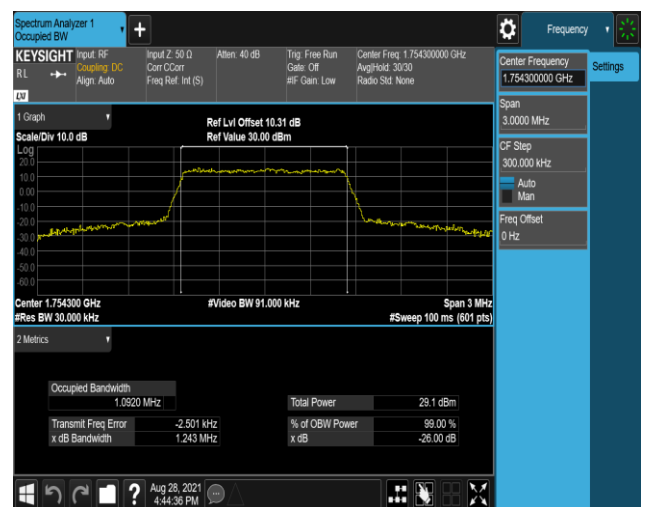 Spectrum Analyzer 1
Occupied BW
+
Frequency
KEYSIGHT
RL
LXI
Input: RF
Coupling: DC
Align: Auto
Input Z: 50 Ω
Corr CCorr
Freq Ref: Int (S)
Atten: 40 dB
Trig: Free Run
Gate: Off
#IF Gain: Low
Center Freq: 1.754300000 GHz
Avg|Hold: 30/30
Radio Std: None
Center Frequency
1.754300000 GHz
Settings
Span
3.0000 MHz
CF Step
300.000 kHz
Auto
Man
Freq Offset
0 Hz
1 Graph
Scale/Div 10.0 dB
Ref Lvl Offset 10.31 dB
Ref Value 30.00 dBm
Log
20.0
10.0
0.00
-10.0
-20.0
-30.0
-40.0
-50.0
-60.0
Center 1.754300 GHz
#Video BW 91.000 kHz
Span 3 MHz
#Res BW 30.000 kHz
#Sweep 100 ms (601 pts)
2 Metrics
Occupied Bandwidth
1.0920 MHz
Total Power 29.1 dBm
Transmit Freq Error -2.501 kHz
% of OBW Power 99.00 %
x dB Bandwidth 1.243 MHz
x dB -26.00 dB
?
Aug 28, 2021
4:44:36 PM